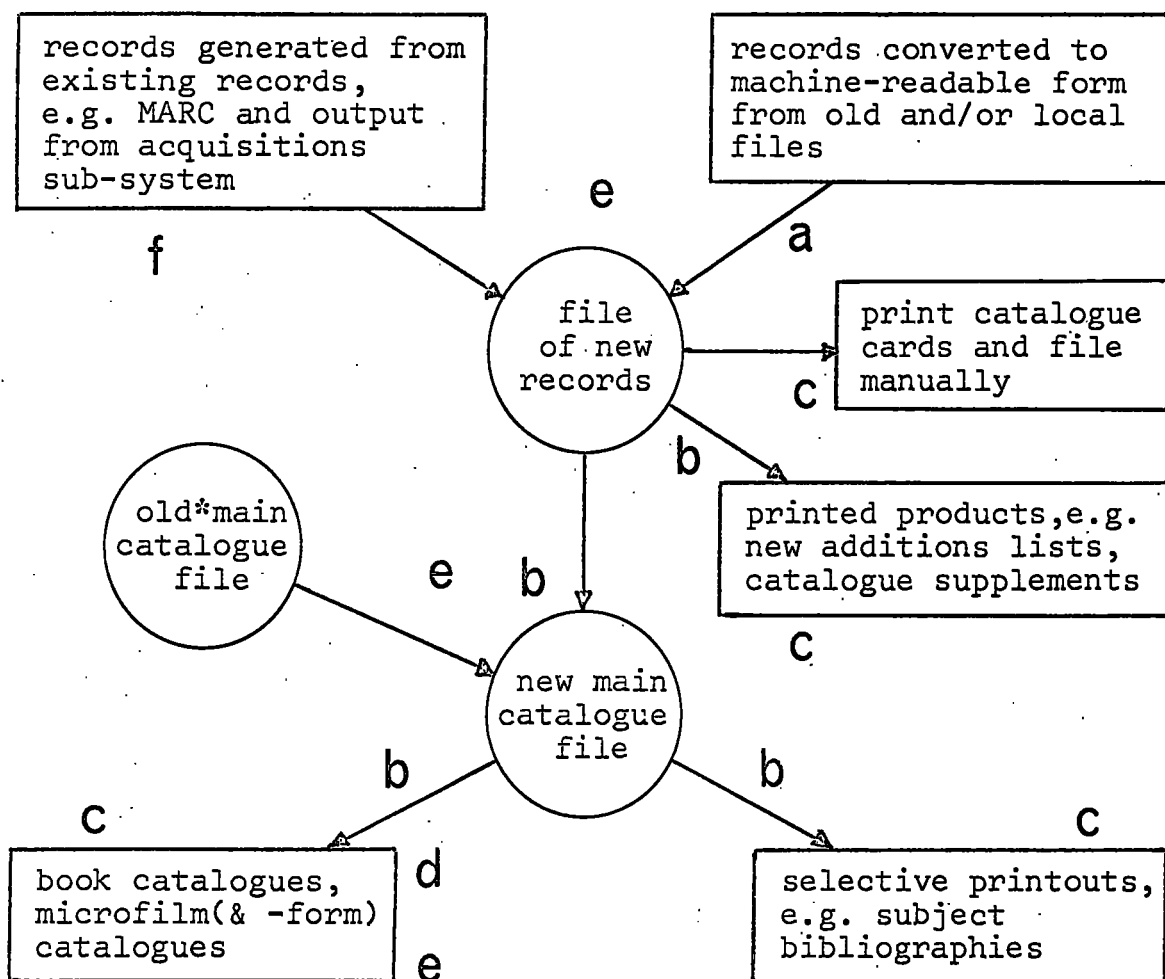 records generated from
existing records,
e.g. MARC and output
from acquisitions
sub-system
records converted to
machine-readable form
from old and/or local
files
e
f
a
file
of new
records
print catalogue
cards and file
manually
c
b
printed products,e.g.
new additions lists,
catalogue supplements
c
old*main
catalogue
file
e
b
new main
catalogue
file
b
b
c
c
book catalogues,
microfilm(& -form)
catalogues
d
e
selective printouts,
e.g. subject
bibliographies